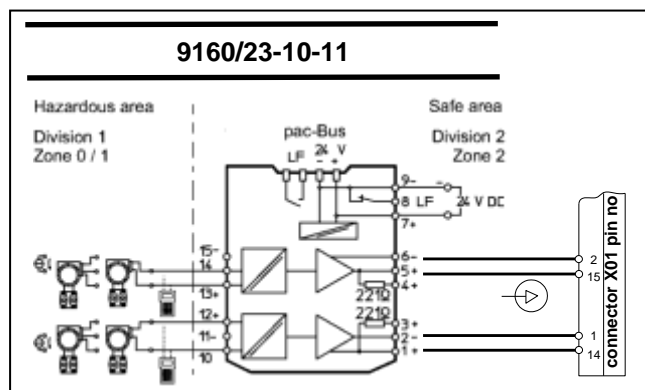 9160/23-10-11
Hazardous area
Safe area
Division 1
Zone 0 / 1
pac-Bus
Division 2
Zone 2
LF 24 V
- +
9-
8 LF
7+
- +
24 V DC
15-
14
13+
12+
11-
10
6-
5+
4+
221Ω
221Ω
3+
2-
1+
2
15
1
14
connector X01 pin no